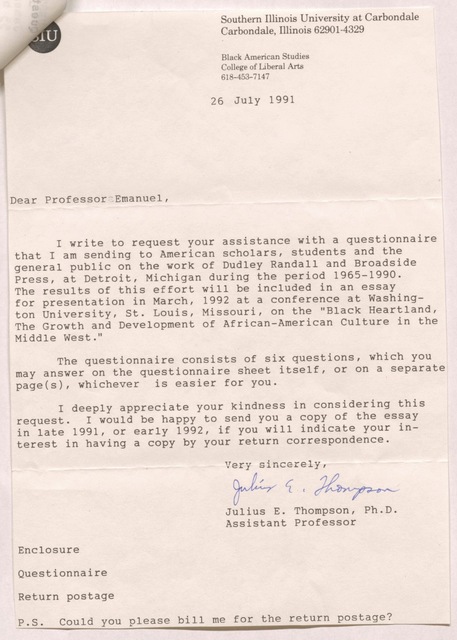 SIU
Southern Illinois University at Carbondale
Carbondale, Illinois 62901-4329
Black American Studies
College of Liberal Arts
618-453-7147
26 July 1991
Dear Professor Emanuel,
I write to request your assistance with a questionnaire
that I am sending to American scholars, students and the
general public on the work of Dudley Randall and Broadside
Press, at Detroit, Michigan during the period 1965-1990.
The results of this effort will be included in an essay
for presentation in March, 1992 at a conference at Washing-
ton University, St. Louis, Missouri, on the "Black Heartland,
The Growth and Development of African-American Culture in the
Middle West."
The questionnaire consists of six questions, which you
may answer on the questionnaire sheet itself, or on a separate
page(s), whichever is easier for you.
I deeply appreciate your kindness in considering this
request. I would be happy to send you a copy of the essay
in late 1991, or early 1992, if you will indicate your in-
terest in having a copy by your return correspondence.
Very sincerely,
Julius E. Thompson
Julius E. Thompson, Ph.D.
Assistant Professor
Enclosure
Questionnaire
Return postage
P.S. Could you please bill me for the return postage?